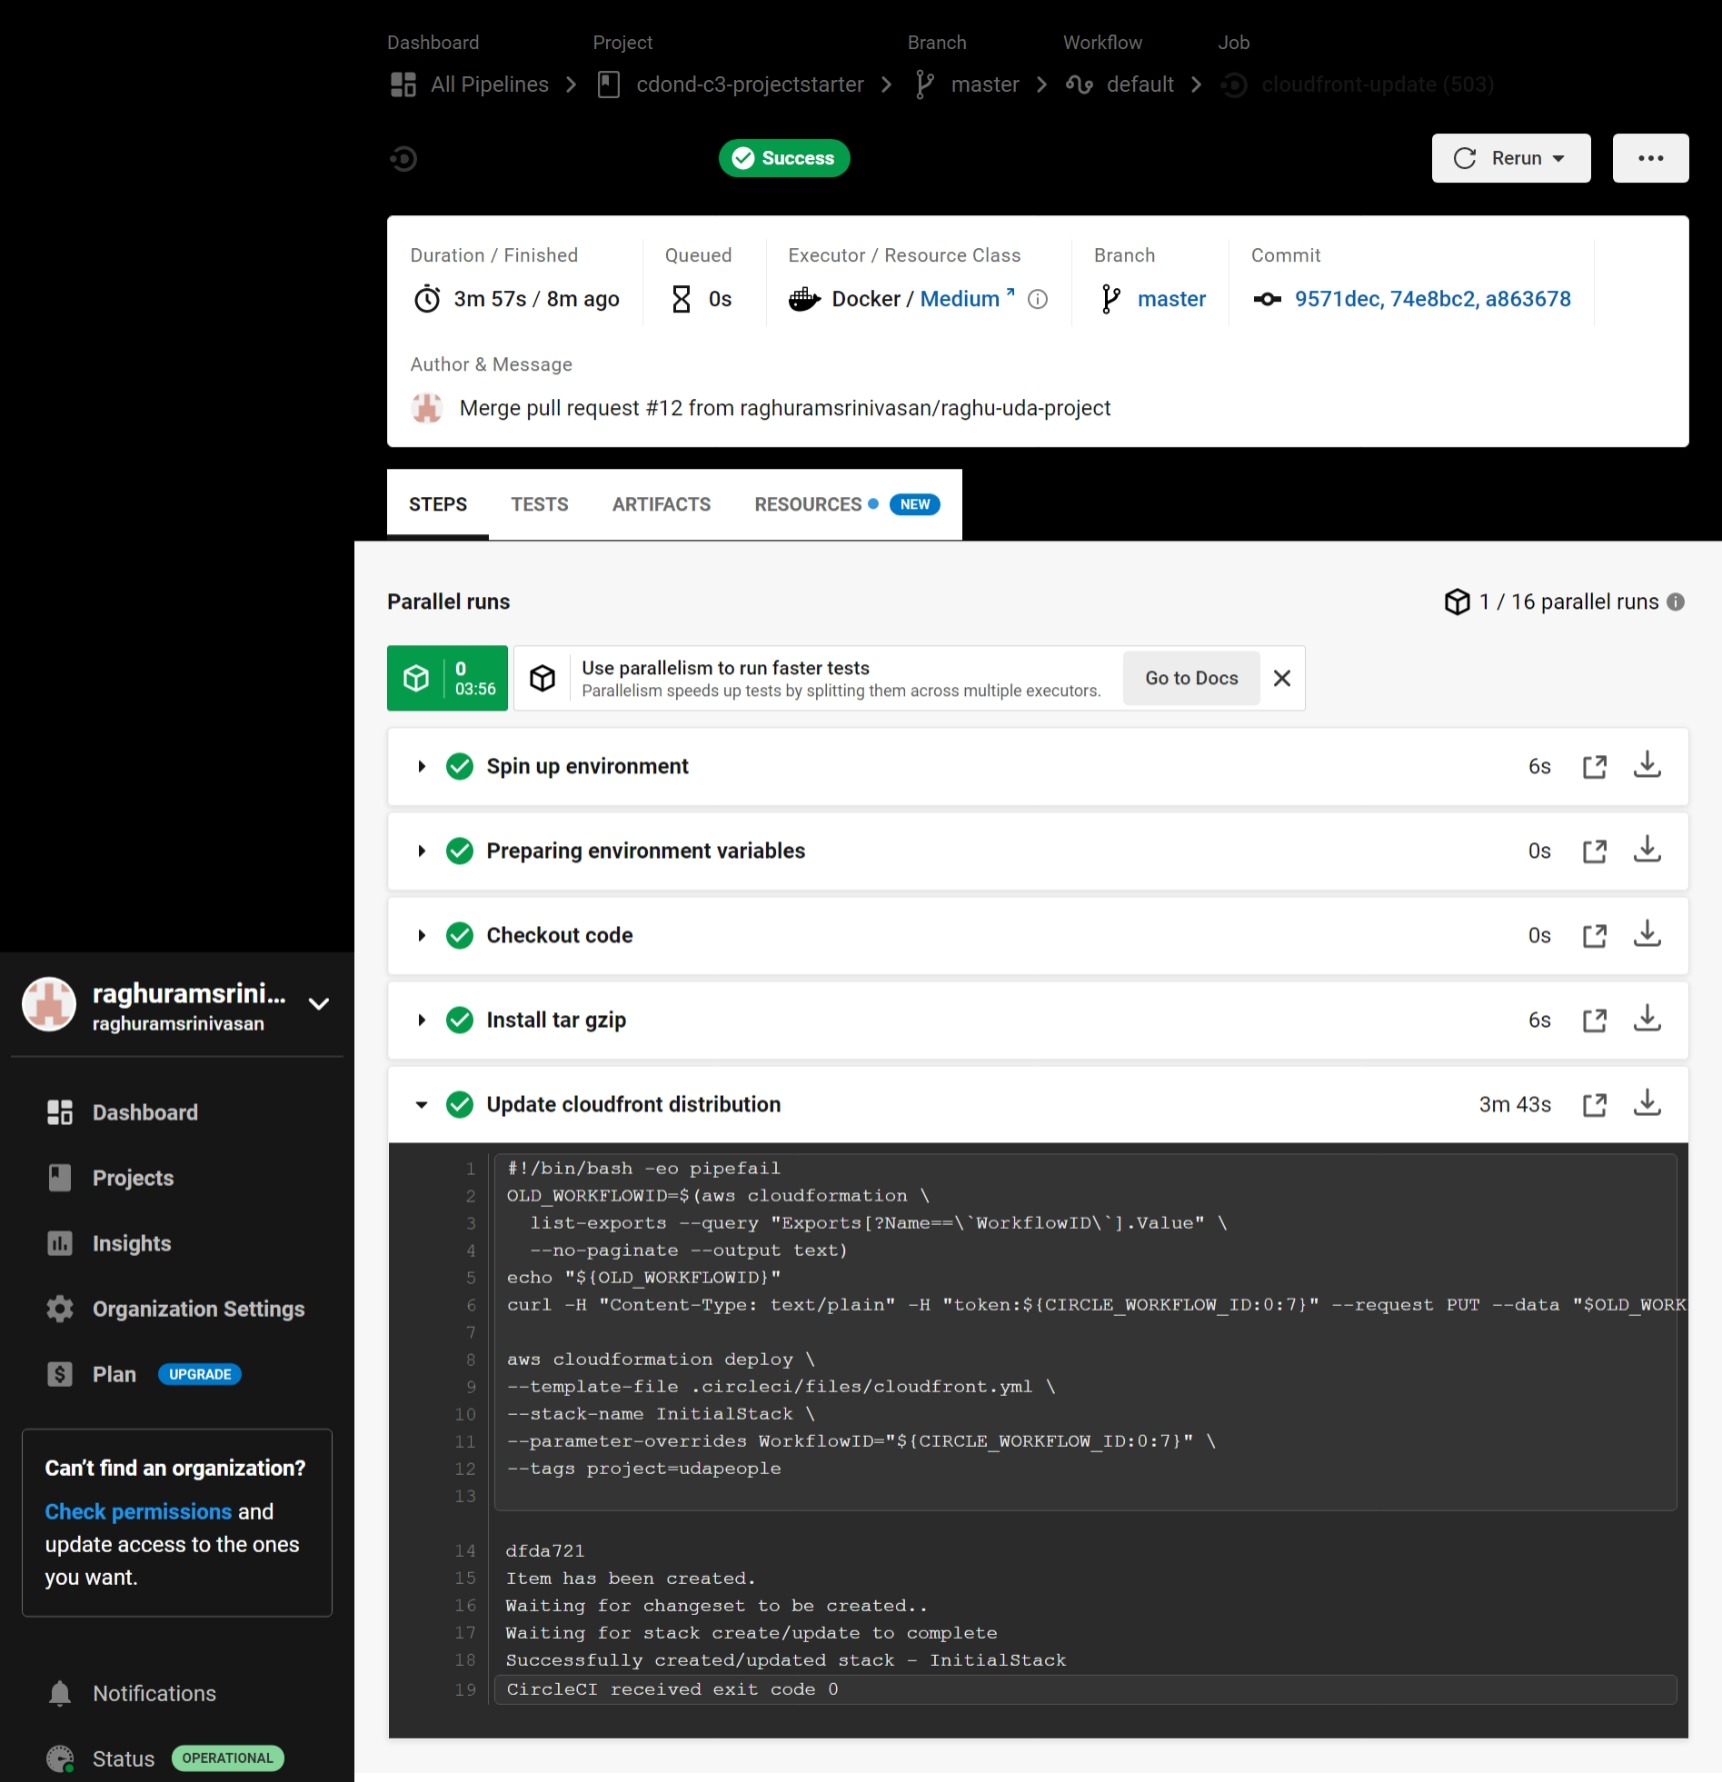 Dashboard Project Branch Workflow Job
All Pipelines cdond-c3-projectstarter master default cloudfront-update (503)
Success Rerun
Duration / Finished Queued Executor / Resource Class Branch Commit
3m 57s / 8m ago 0s Docker / Medium master 9571dec, 74e8bc2, a863678
Author & Message
Merge pull request #12 from raghuramsrinivasan/raghu-uda-project
STEPS TESTS ARTIFACTS RESOURCES NEW
Parallel runs 1 / 16 parallel runs
0
03:56
Use parallelism to run faster tests
Parallelism speeds up tests by splitting them across multiple executors.
Go to Docs
Spin up environment 6s
Preparing environment variables 0s
Checkout code 0s
Install tar gzip 6s
Update cloudfront distribution 3m 43s
1 #!/bin/bash -eo pipefail
2 OLD_WORKFLOWID=$(aws cloudformation \
3 list-exports --query "Exports[?Name==\`WorkflowID\`].Value" \
4 --no-paginate --output text)
5 echo "${OLD_WORKFLOWID}"
6 curl -H "Content-Type: text/plain" -H "token:${CIRCLE_WORKFLOW_ID:0:7}" --request PUT --data "$OLD_WORK
7
8 aws cloudformation deploy \
9 --template-file .circleci/files/cloudfront.yml \
10 --stack-name InitialStack \
11 --parameter-overrides WorkflowID="${CIRCLE_WORKFLOW_ID:0:7}" \
12 --tags project=udapeople
13
14 dfda721
15 Item has been created.
16 Waiting for changeset to be created..
17 Waiting for stack create/update to complete
18 Successfully created/updated stack - InitialStack
19 CircleCI received exit code 0
raghuramsrini...
raghuramsrinivasan
Dashboard
Projects
Insights
Organization Settings
Plan UPGRADE
Can't find an organization?
Check permissions and
update access to the ones
you want.
Notifications
Status OPERATIONAL